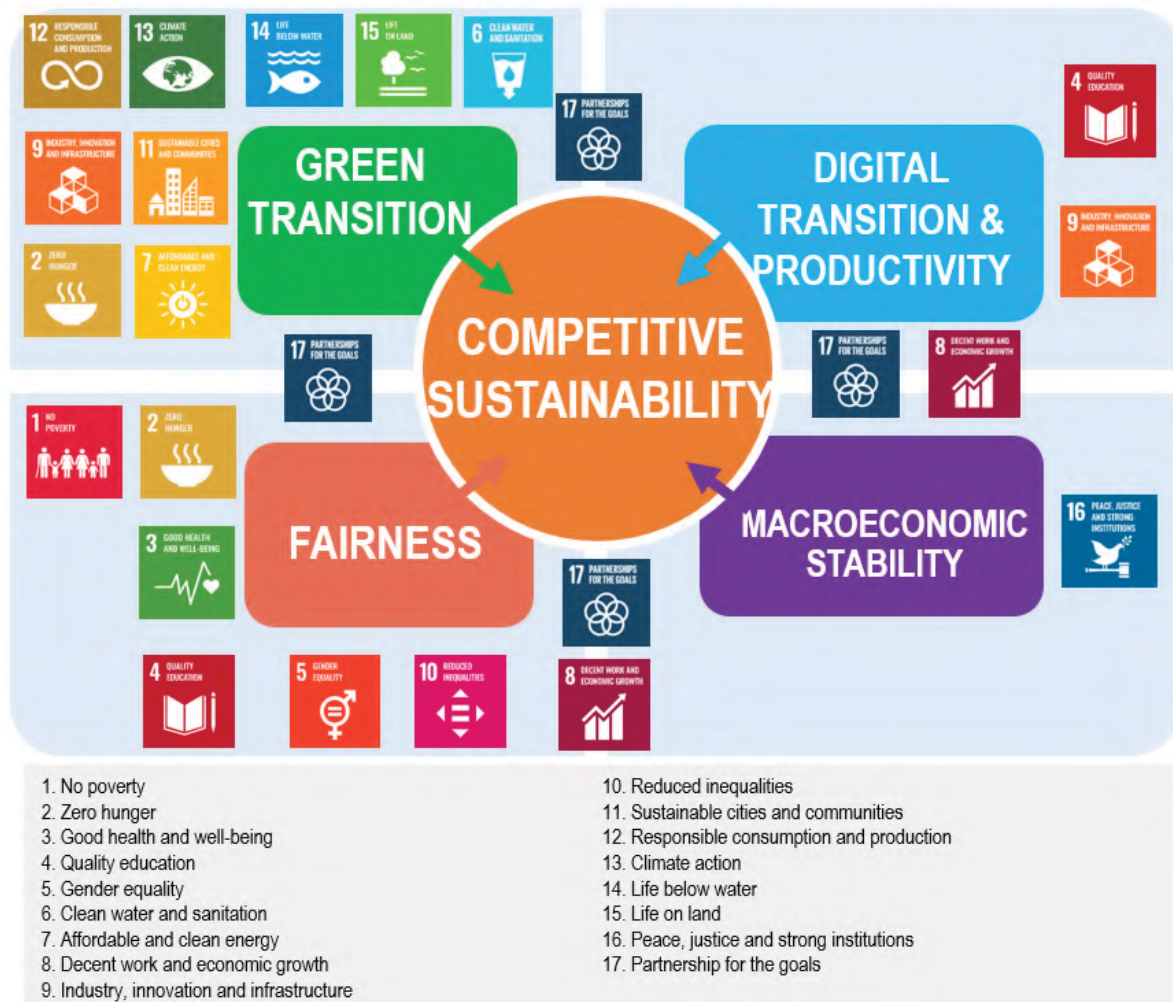 12 RESPONSIBLE
CONSUMPTION
AND PRODUCTION
13 CLIMATE
ACTION
14 LIFE
BELOW WATER
15 LIFE
ON LAND
6 CLEAN WATER
AND SANITATION
17 PARTNERSHIPS
FOR THE GOALS
4 QUALITY
EDUCATION
9 INDUSTRY, INNOVATION
AND INFRASTRUCTURE
11 SUSTAINABLE CITIES
AND COMMUNITIES
GREEN
TRANSITION
DIGITAL
TRANSITION &
PRODUCTIVITY
9 INDUSTRY, INNOVATION
AND INFRASTRUCTURE
2 ZERO
HUNGER
7 AFFORDABLE AND
CLEAN ENERGY
17 PARTNERSHIPS
FOR THE GOALS
COMPETITIVE
SUSTAINABILITY
17 PARTNERSHIPS
FOR THE GOALS
8 DECENT WORK AND
ECONOMIC GROWTH
1 NO
POVERTY
2 ZERO
HUNGER
3 GOOD HEALTH
AND WELL-BEING
FAIRNESS
MACROECONOMIC
STABILITY
16 PEACE, JUSTICE
AND STRONG
INSTITUTIONS
17 PARTNERSHIPS
FOR THE GOALS
4 QUALITY
EDUCATION
5 GENDER
EQUALITY
10 REDUCED
INEQUALITIES
8 DECENT WORK AND
ECONOMIC GROWTH
1. No poverty
2. Zero hunger
3. Good health and well-being
4. Quality education
5. Gender equality
6. Clean water and sanitation
7. Affordable and clean energy
8. Decent work and economic growth
9. Industry, innovation and infrastructure
10. Reduced inequalities
11. Sustainable cities and communities
12. Responsible consumption and production
13. Climate action
14. Life below water
15. Life on land
16. Peace, justice and strong institutions
17. Partnership for the goals